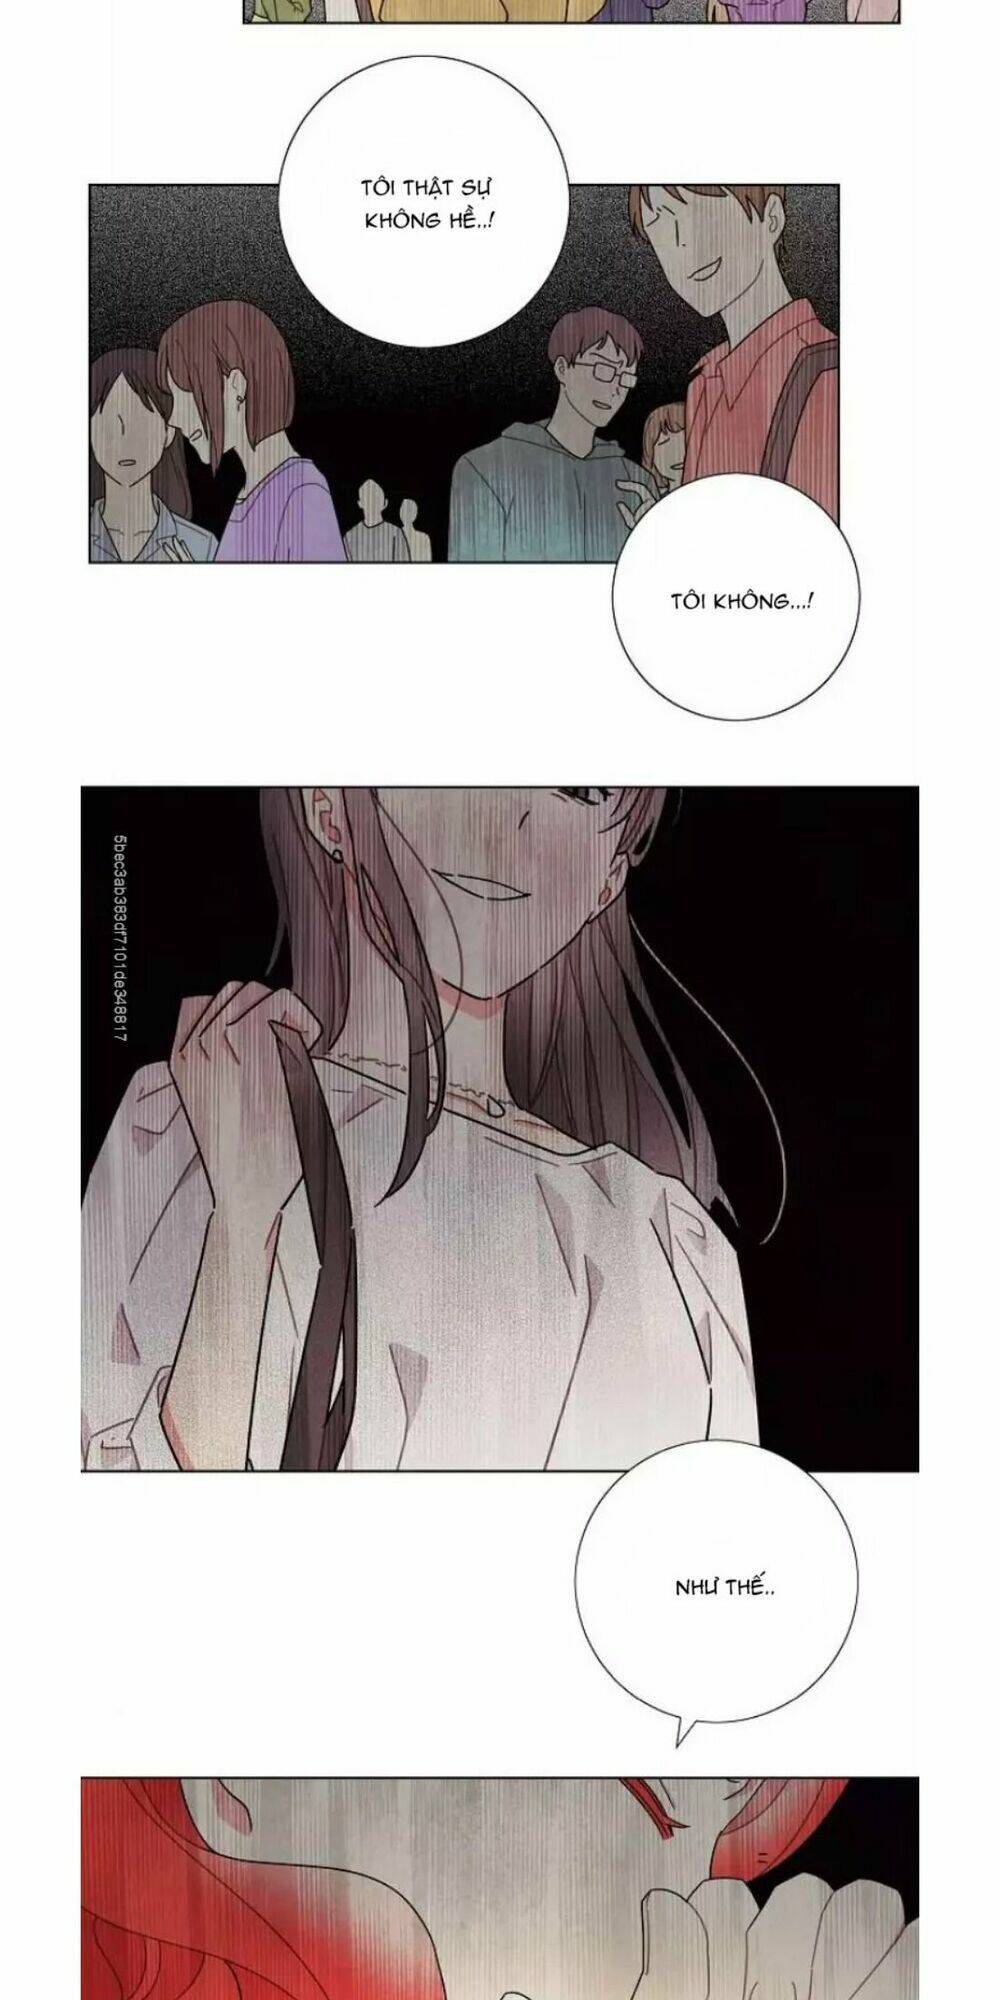 TÔI THẬT SỰ
KHÔNG HỀ..!
TÔI KHÔNG...!
5bec3ab383df7101de348817
NHƯ THẾ..